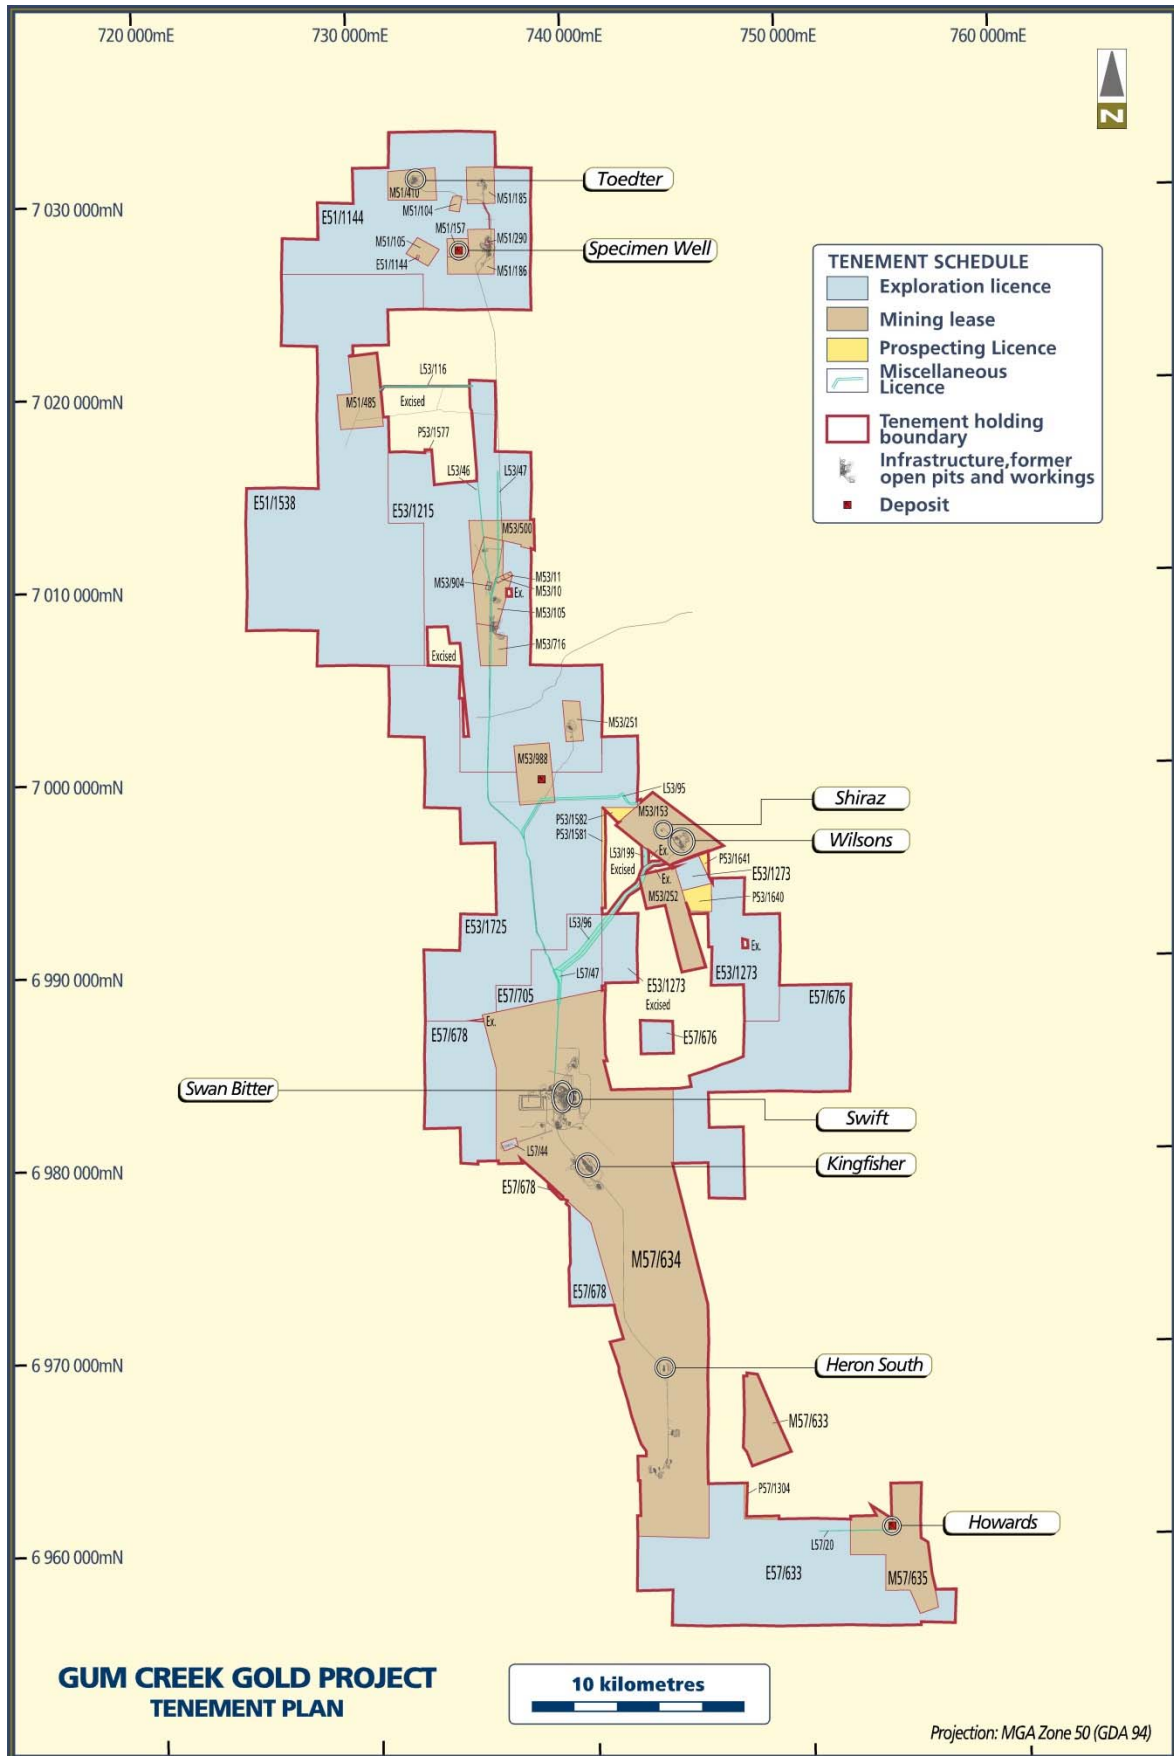 720 000mE
730 000mE
740 000mE
750 000mE
760 000mE
N
Toedter
M51/410
M51/185
M51/104
7 030 000mN
E51/1144
M51/157
M51/290
M51/105
Specimen Well
E51/1144
M51/186
TENEMENT SCHEDULE
Exploration licence
Mining lease
Prospecting Licence
Miscellaneous
Licence
Tenement holding
boundary
Infrastructure,former
open pits and workings
Deposit
L53/116
7 020 000mN
M51/485
Excised
P53/1577
L53/46
L53/47
E51/1538
E53/1215
M53/500
M53/904
M53/11
M53/10
Ex.
7 010 000mN
M53/105
M53/716
Excised
M53/251
M53/988
7 000 000mN
L53/95
Shiraz
M53/153
P53/1582
P53/1581
Wilsons
L53/199
Ex.
P53/1641
Excised
E53/1273
Ex.
M53/252
P53/1640
E53/1725
L53/96
Ex.
L57/47
E53/1273
6 990 000mN
E53/1273
E57/705
Excised
E57/676
Ex.
E57/678
E57/676
Swan Bitter
Swift
L57/44
Kingfisher
6 980 000mN
E57/678
M57/634
E57/678
6 970 000mN
Heron South
M57/633
P57/1304
Howards
L57/20
6 960 000mN
E57/633
M57/635
GUM CREEK GOLD PROJECT
TENEMENT PLAN
10 kilometres
Projection: MGA Zone 50 (GDA 94)